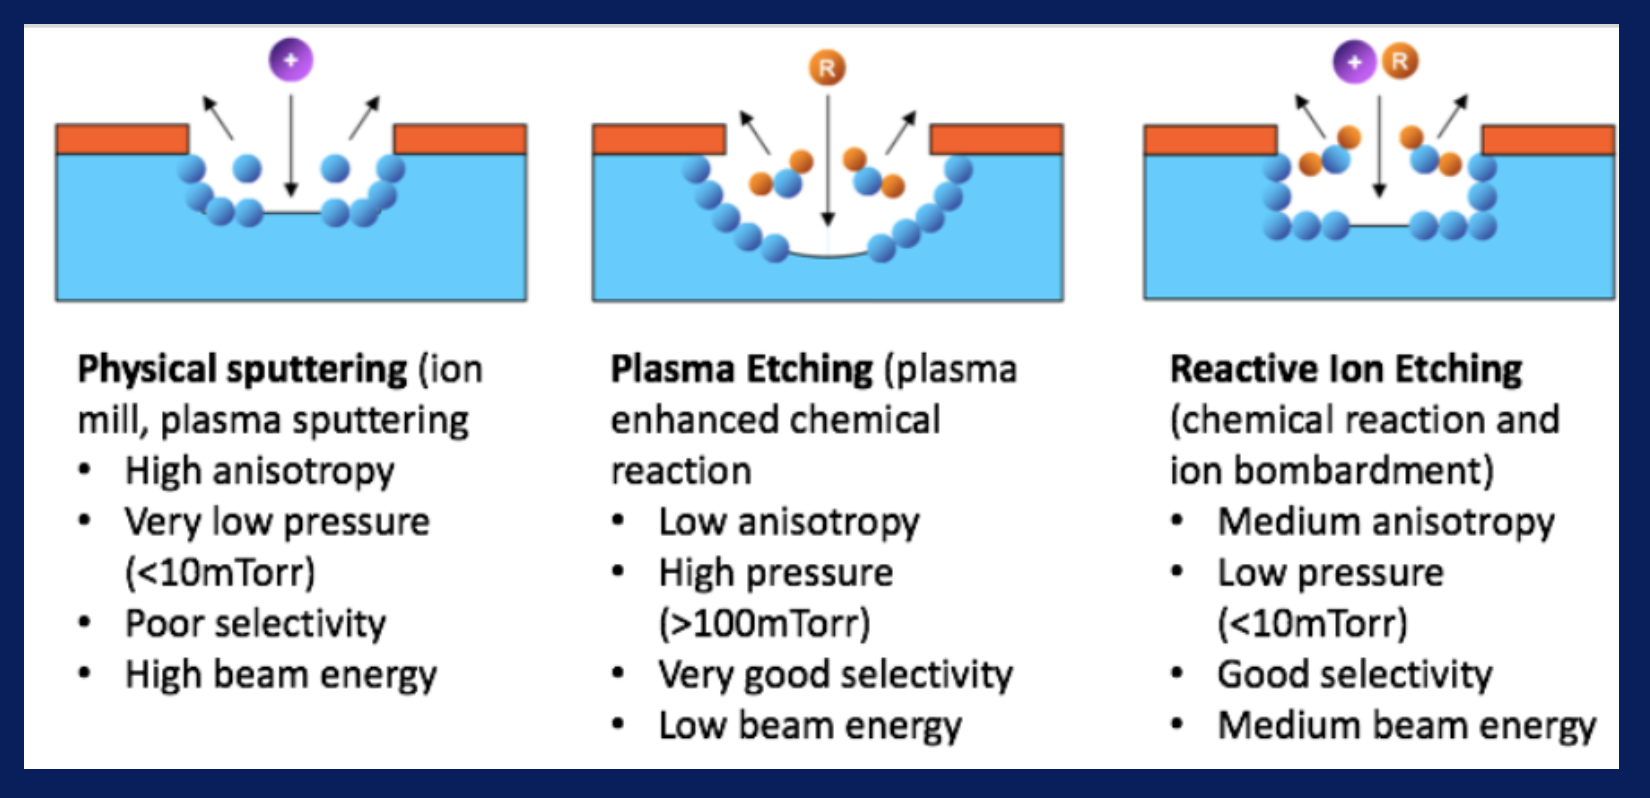 +
R
+ R
Physical sputtering (ion
mill, plasma sputtering
• High anisotropy
• Very low pressure
(<10mTorr)
• Poor selectivity
• High beam energy
Plasma Etching (plasma
enhanced chemical
reaction
• Low anisotropy
• High pressure
(>100mTorr)
• Very good selectivity
• Low beam energy
Reactive Ion Etching
(chemical reaction and
ion bombardment)
• Medium anisotropy
• Low pressure
(<10mTorr)
• Good selectivity
• Medium beam energy